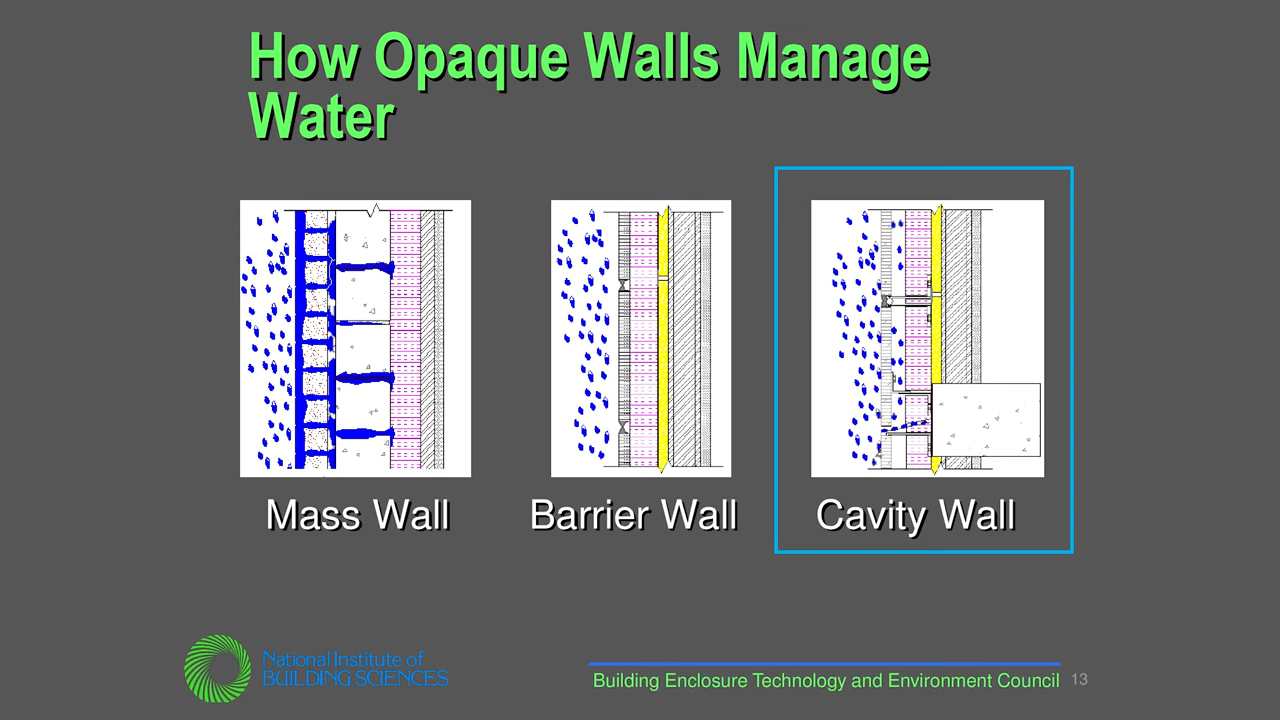 How Opaque Walls Manage
Water
Mass Wall
Barrier Wall
Cavity Wall
National Institute of
BUILDING SCIENCES
Building Enclosure Technology and Environment Council
13